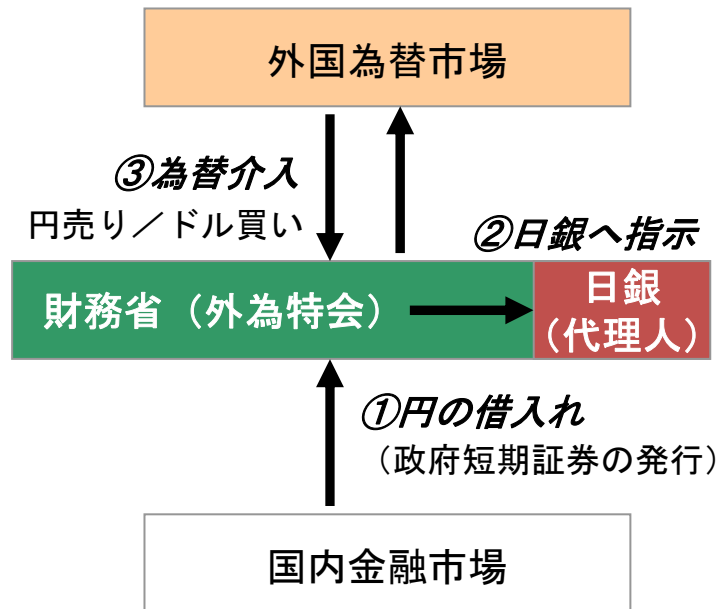 外国為替市場
③為替介入
円売り／ドル買い
②日銀へ指示
財務省（外為特会）
日銀
（代理人）
①円の借入れ
（政府短期証券の発行）
国内金融市場